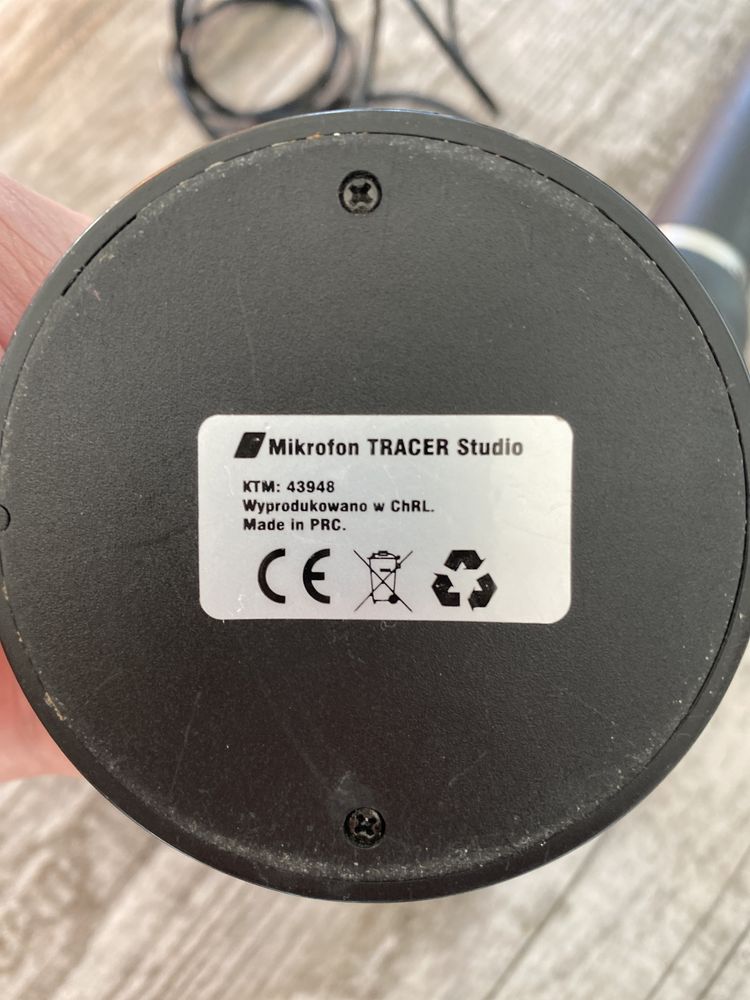 Mikrofon TRACER Studio
KTM: 43948
Wyprodukowano w ChRL.
Made in PRC.
CE